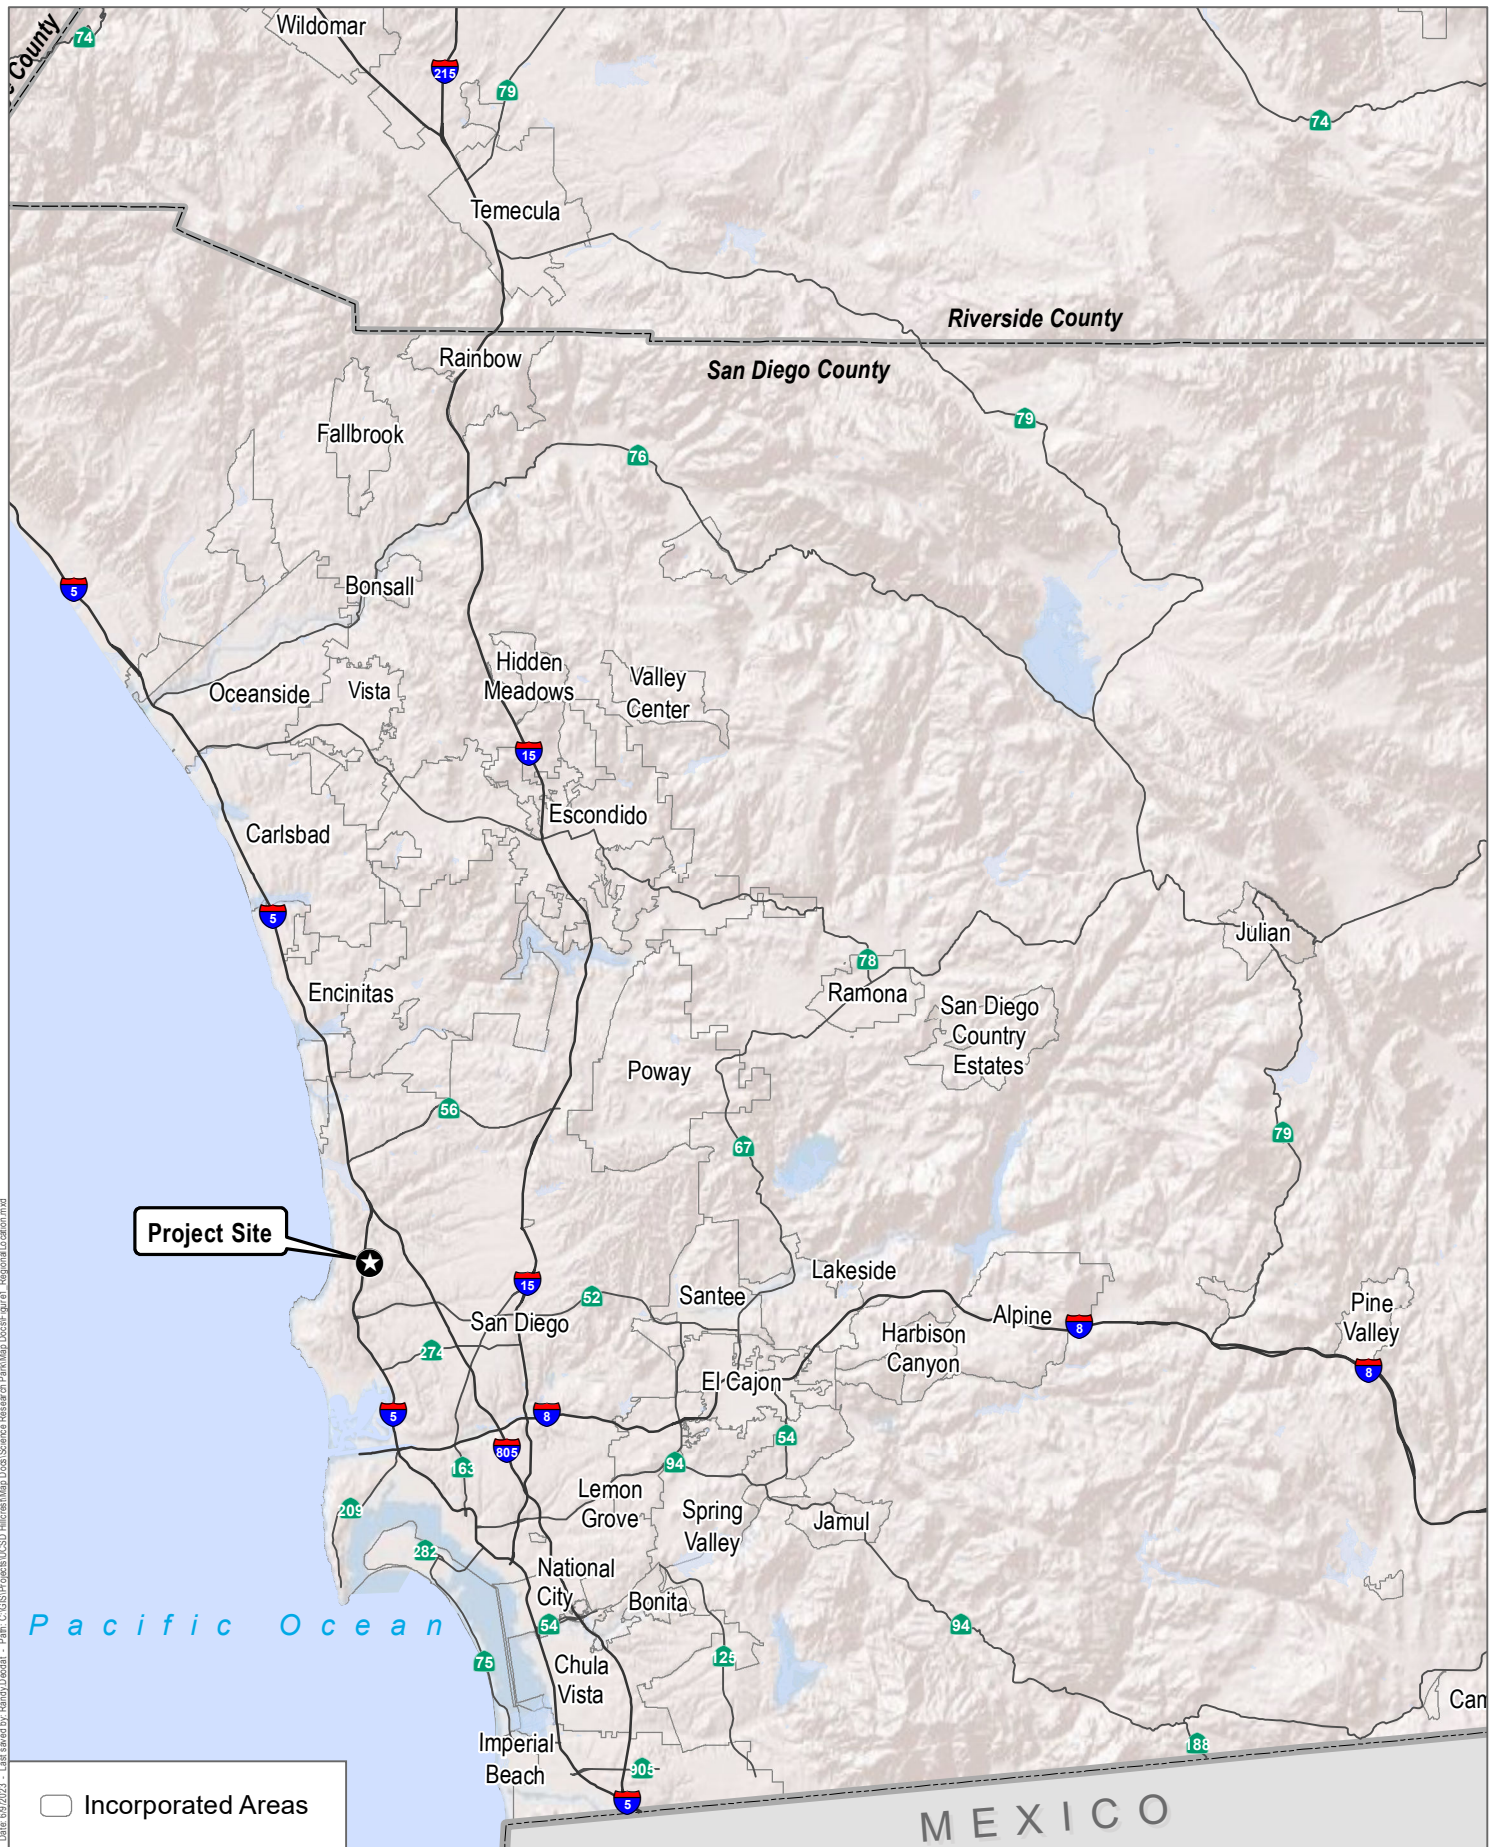 Wildomar
e County
74
215
79
74
Temecula
Riverside County
San Diego County
Rainbow
79
Fallbrook
76
5
Bonsall
Hidden
Meadows
Valley
Center
Oceanside
Vista
15
Escondido
Carlsbad
5
Julian
78
Ramona
Encinitas
San Diego
Country
Estates
Poway
56
67
79
Project Site
Lakeside
15
52
Santee
San Diego
Alpine
8
Pine
Valley
Harbison
Canyon
274
8
El Cajon
5
8
54
805
94
163
Lemon
Grove
209
Spring
Valley
Jamul
282
National
City
Bonita
54
94
Pacific Ocean
75
125
Chula
Vista
Cam
Imperial
Beach
188
905
5
MEXICO
Incorporated Areas